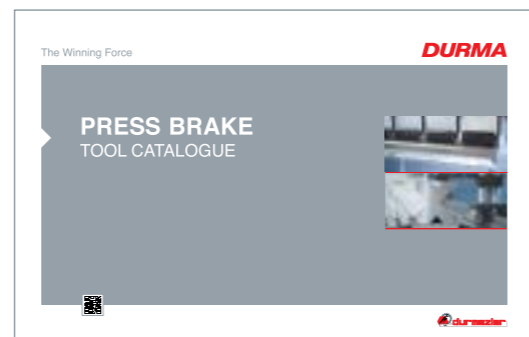 The Winning Force
DURMA
PRESS BRAKE
TOOL CATALOGUE
durmazlar